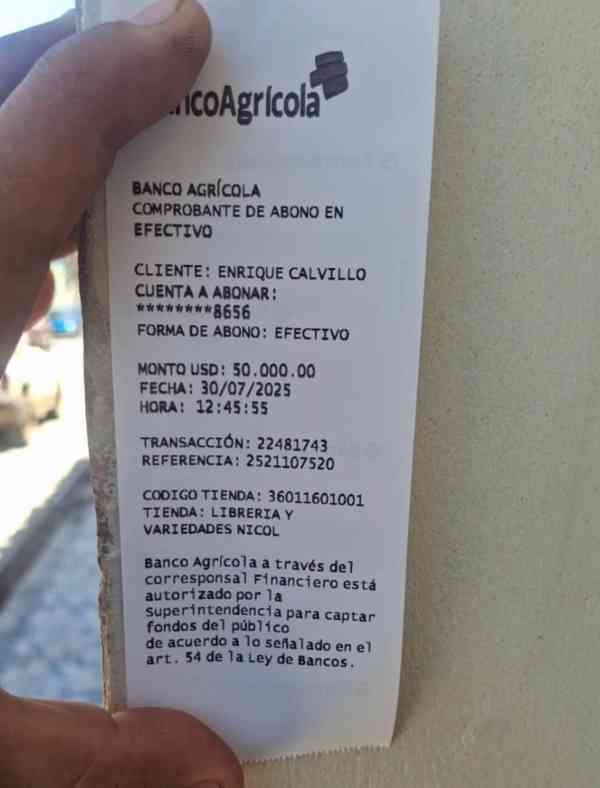 ncoAgrícola
BANCO AGRÍCOLA
COMPROBANTE DE ABONO EN
EFECTIVO
CLIENTE: ENRIQUE CALVILLO
CUENTA A ABONAR:
********8656
FORMA DE ABONO: EFECTIVO
MONTO USD: 50.000.00
FECHA: 30/07/2025
HORA: 12:45:55
TRANSACCIÓN: 22481743
REFERENCIA: 2521107520
CODIGO TIENDA: 36011601001
TIENDA: LIBRERIA Y
VARIEDADES NICOL
Banco Agrícola a través del
corresponsal Financiero está
autorizado por la
Superintendencia para captar
fondos del público
de acuerdo a lo señalado en el
art. 54 de la Ley de Bancos.